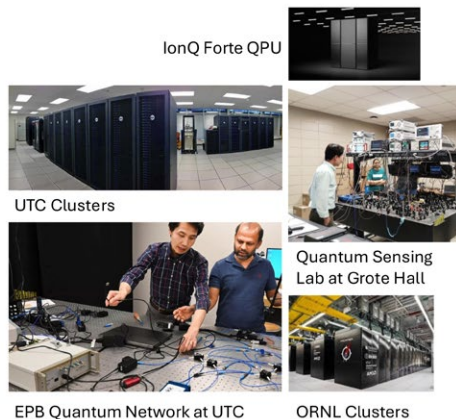 IonQ Forte QPU
UTC Clusters
Quantum Sensing
Lab at Grote Hall
EPB Quantum Network at UTC
ORNL Clusters